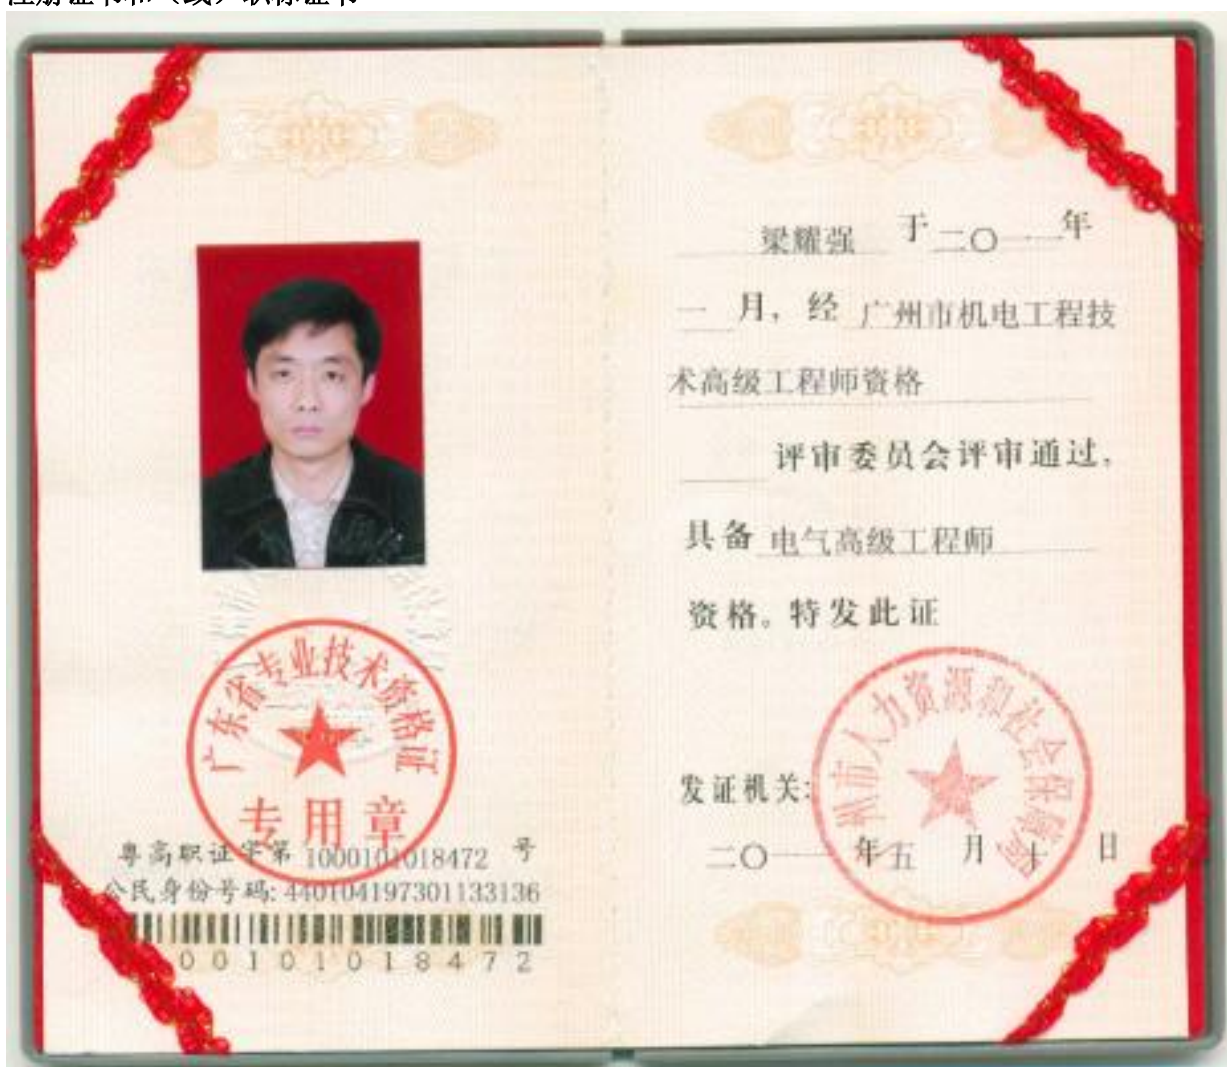 注册证书和（或）职称证书
广东省专业技术资格证
专用章
粤高职证字第 1000101018472 号
公民身份号码: 440104197301133136
00101018472
梁耀强 于 二〇一一 年
一 月, 经 广州市机电工程技
术高级工程师资格
评审委员会评审通过,
具备 电气高级工程师
资格。特发此证
州市人力资源和社会保障局
发证机关:
二〇一一 年 五 月 十 日